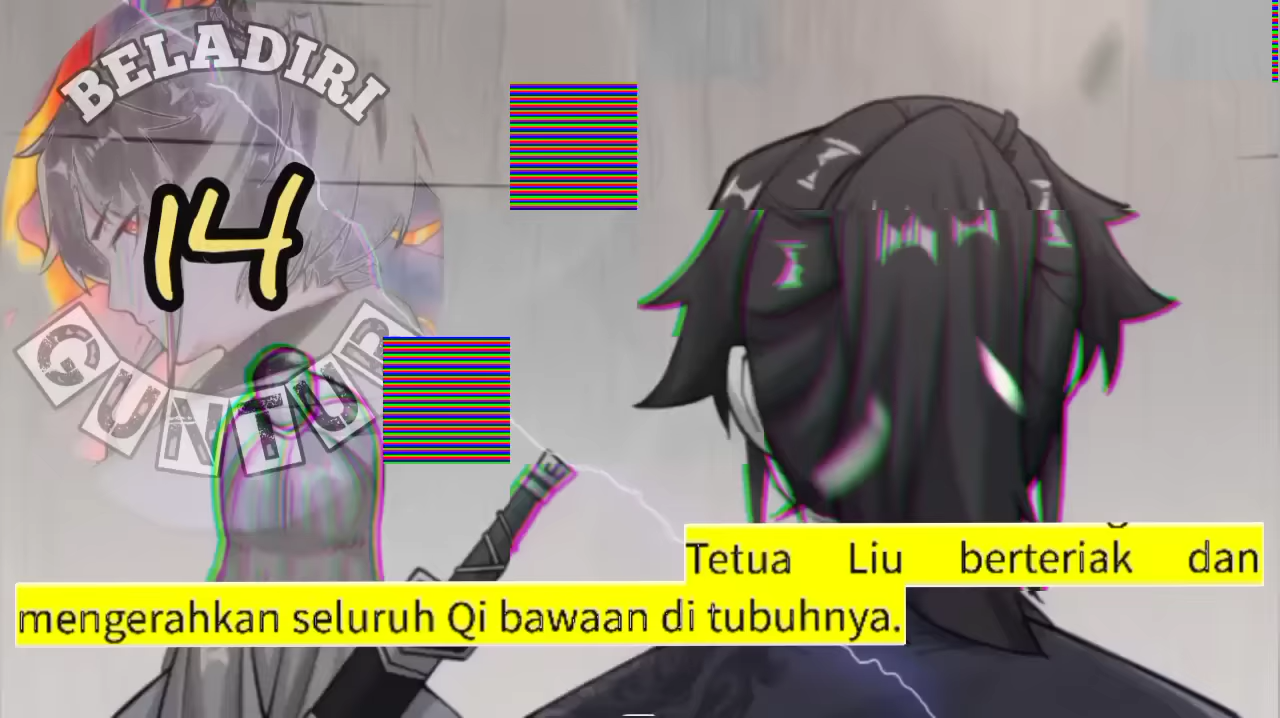 BELADIRI
14
GUNTUR
Tetua Liu berteriak dan
mengerahkan seluruh Qi bawaan di tubuhnya.